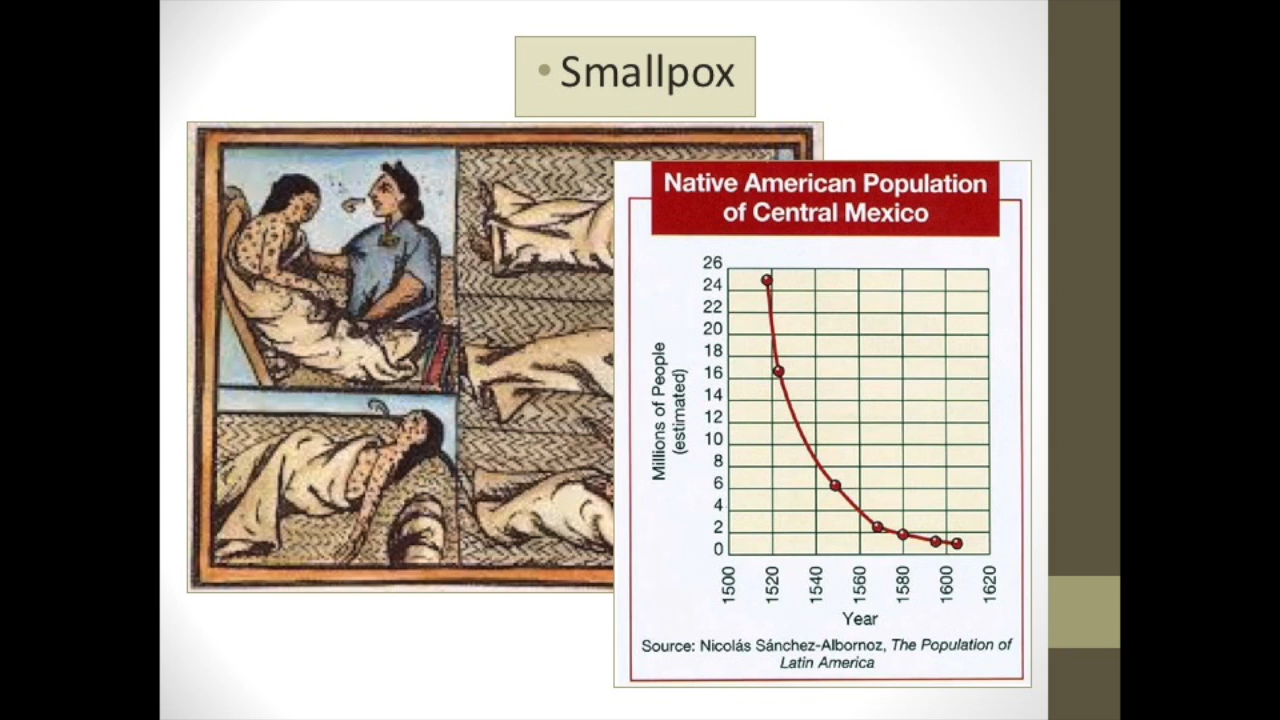 • Smallpox
Native American Population
of Central Mexico
Millions of People
(estimated)
26
24
22
20
18
16
14
12
10
8
6
4
2
0
1500
1520
1540
1560
1580
1600
1620
Year
Source: Nicolás Sánchez-Albornoz, The Population of
Latin America